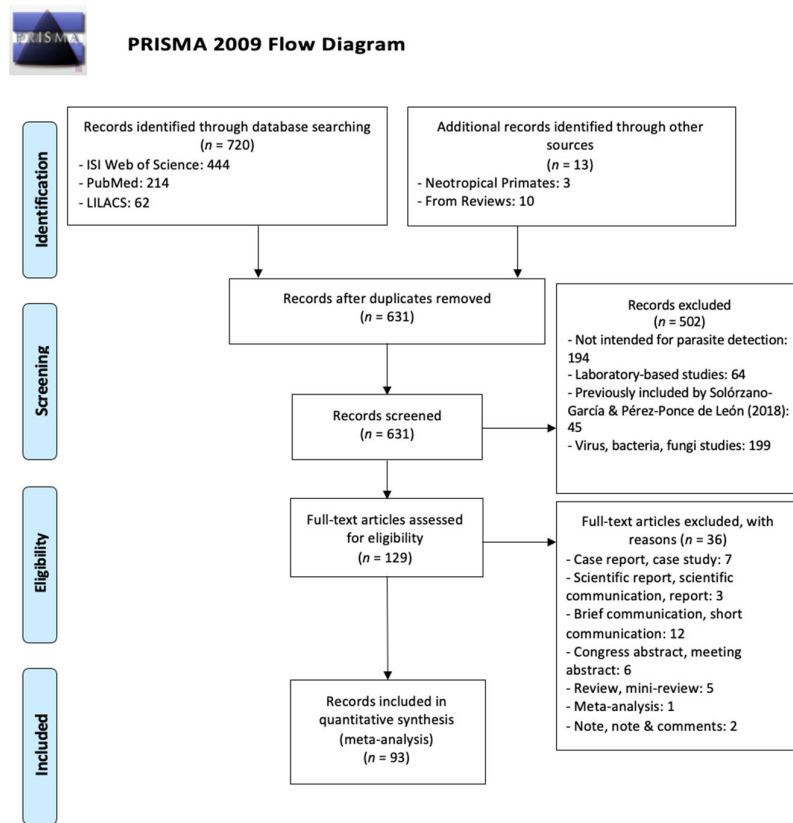 PRISMA
PRISMA 2009 Flow Diagram
Identification
Records identified through database searching
(n = 720)
- ISI Web of Science: 444
- PubMed: 214
- LILACS: 62
Additional records identified through other
sources
(n = 13)
- Neotropical Primates: 3
- From Reviews: 10
Records after duplicates removed
(n = 631)
Screening
Records screened
(n = 631)
Records excluded
(n = 502)
- Not intended for parasite detection:
194
- Laboratory-based studies: 64
- Previously included by Solórzano-
García & Pérez-Ponce de León (2018):
45
- Virus, bacteria, fungi studies: 199
Eligibility
Full-text articles assessed
for eligibility
(n = 129)
Full-text articles excluded, with
reasons (n = 36)
- Case report, case study: 7
- Scientific report, scientific
communication, report: 3
- Brief communication, short
communication: 12
- Congress abstract, meeting
abstract: 6
- Review, mini-review: 5
- Meta-analysis: 1
- Note, note & comments: 2
Included
Records included in
quantitative synthesis
(meta-analysis)
(n = 93)